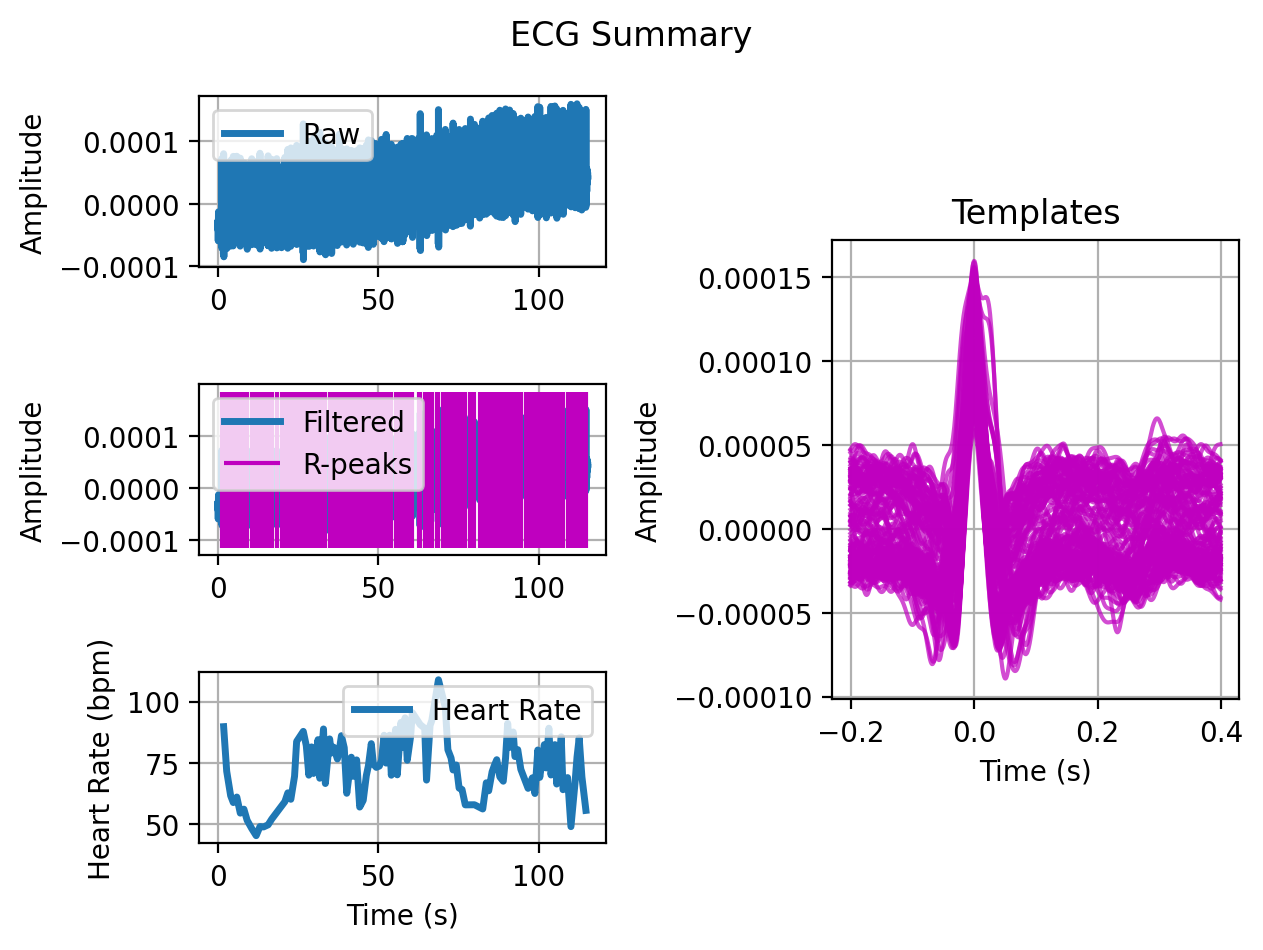 ECG Summary
Amplitude
0.0001
0.0000
−0.0001
Raw
0
50
100
Amplitude
0.0001
0.0000
−0.0001
Filtered
R-peaks
0
50
100
Heart Rate (bpm)
100
75
50
Heart Rate
0
50
100
Time (s)
Templates
Amplitude
0.00015
0.00010
0.00005
0.00000
−0.00005
−0.00010
−0.2
0.0
0.2
0.4
Time (s)